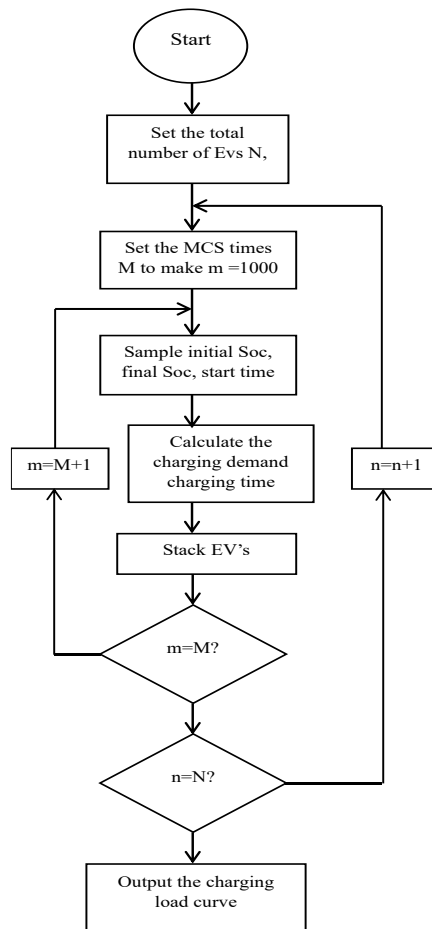 Start
Set the total
number of Evs N,
Set the MCS times
M to make m =1000
Sample initial Soc,
final Soc, start time
Calculate the
charging demand
charging time
m=M+1
n=n+1
Stack EV's
m=M?
n=N?
Output the charging
load curve